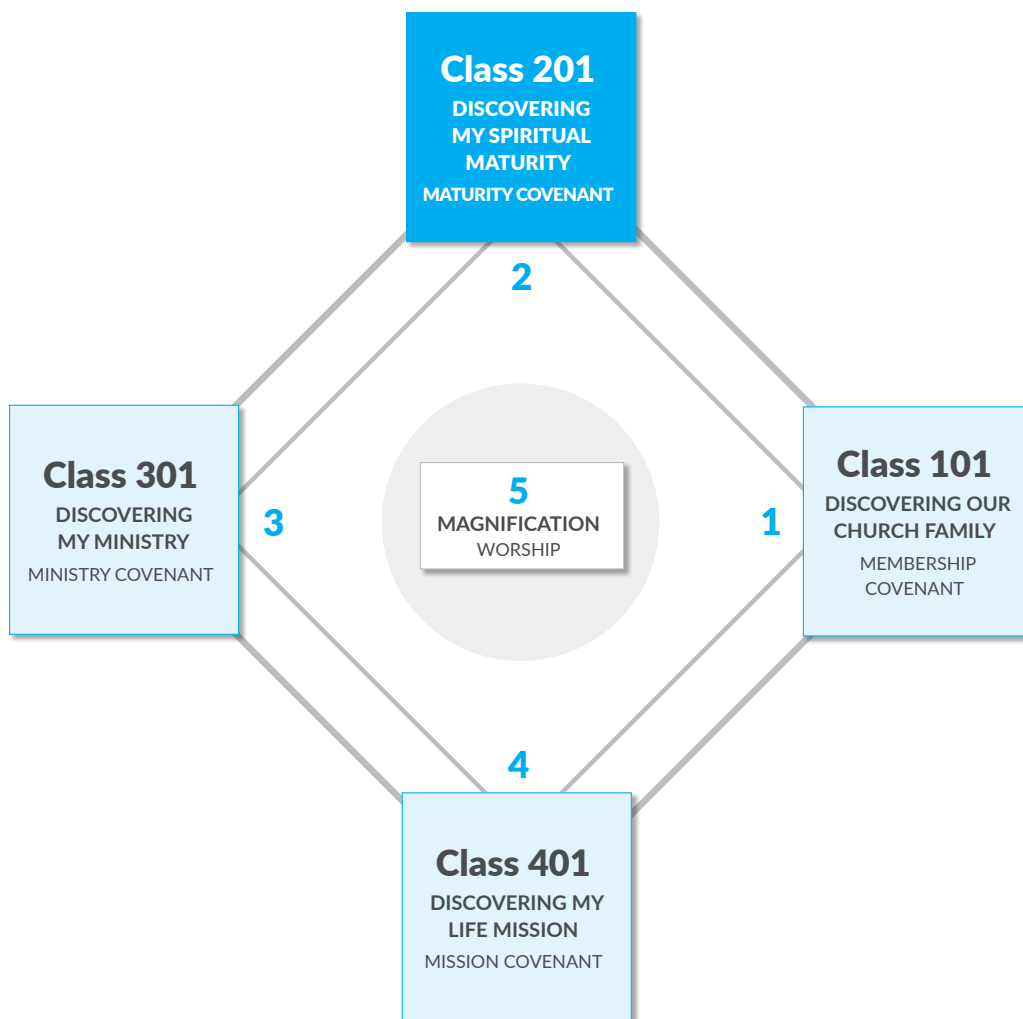 Class 201
DISCOVERING
MY SPIRITUAL
MATURITY
MATURITY COVENANT
2
Class 301
DISCOVERING
MY MINISTRY
MINISTRY COVENANT
3
5
MAGNIFICATION
WORSHIP
1
Class 101
DISCOVERING OUR
CHURCH FAMILY
MEMBERSHIP
COVENANT
4
Class 401
DISCOVERING MY
LIFE MISSION
MISSION COVENANT